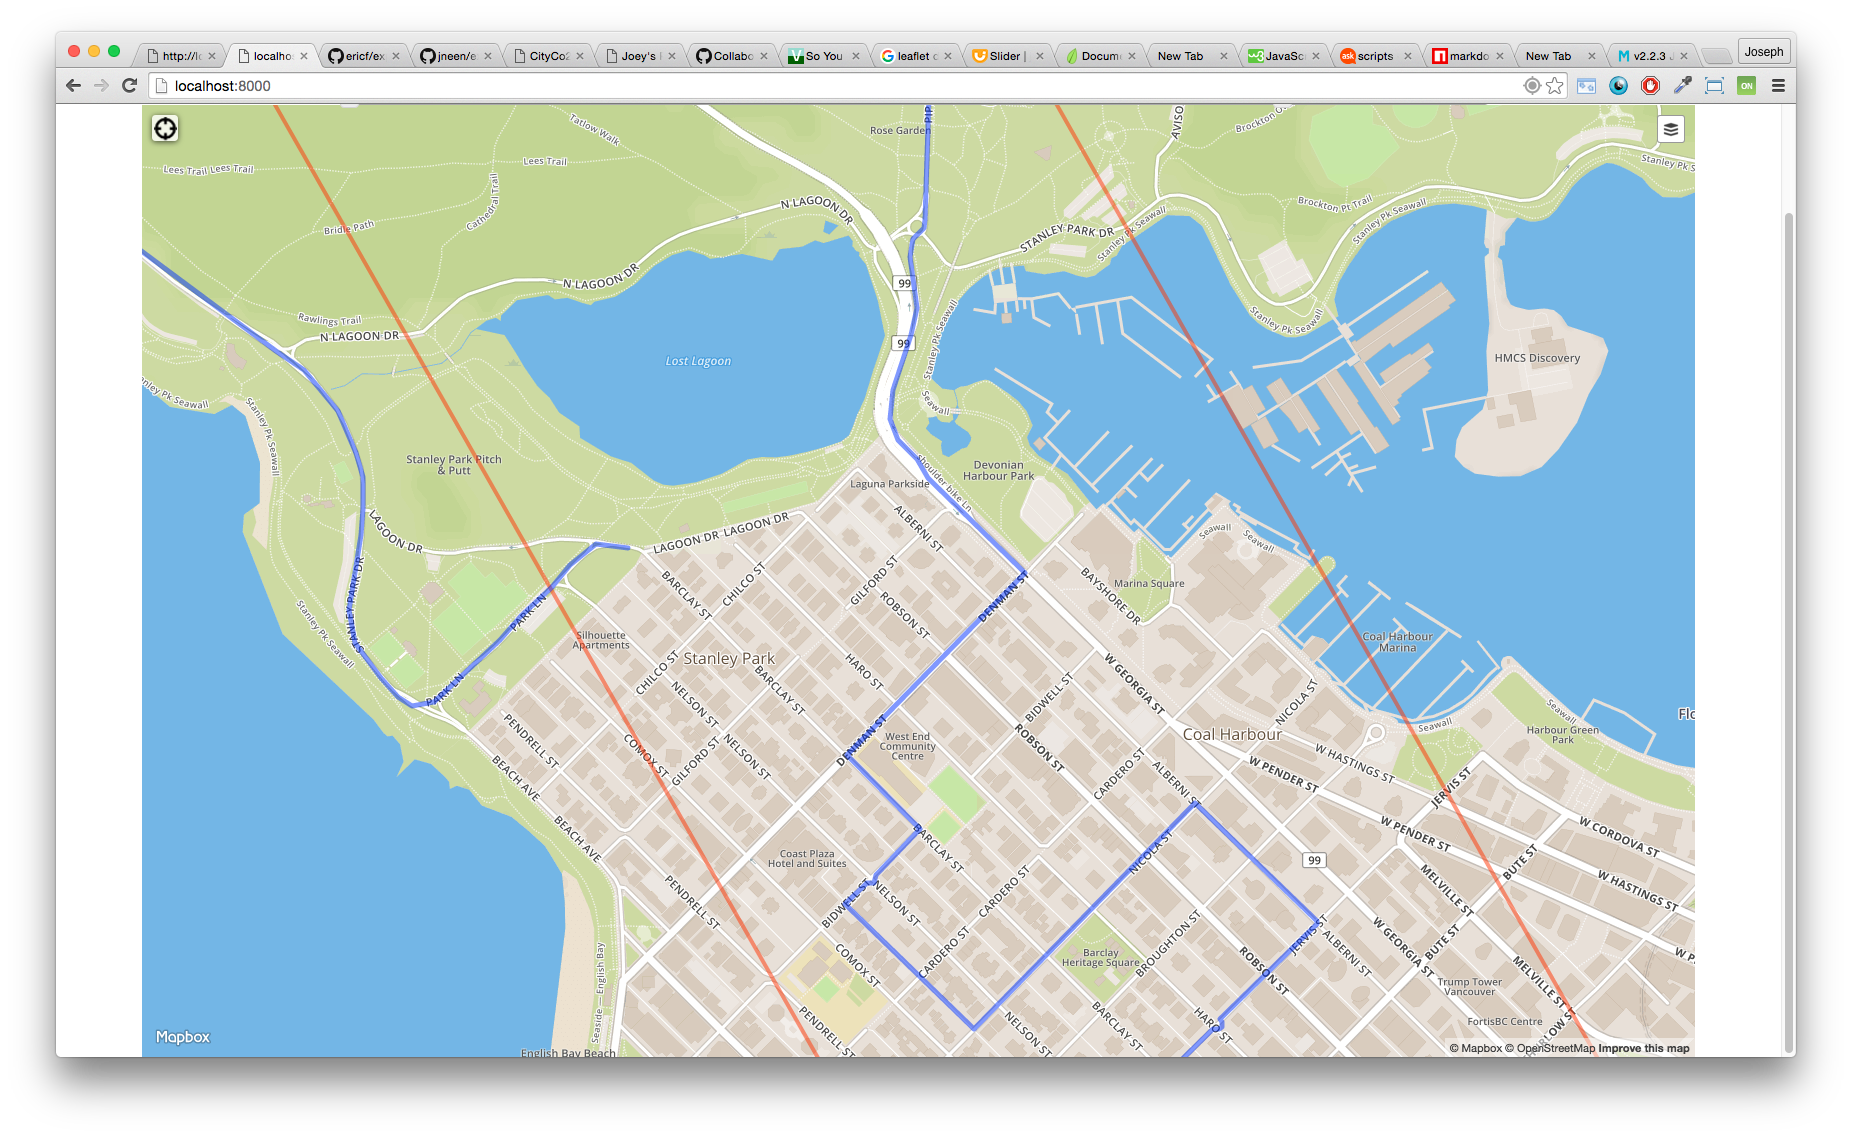 http://lo
localhos
ericf/ex
jneen/e
CityCo2
Joey's
Collabo
So You
leaflet c
Slider |
Docum
New Tab
JavaSc
scripts
markdo
New Tab
v2.2.3
Joseph
localhost:8000
ON
Tatlow Walk
Rose Garden
PIP
AVISO
Brockton
Lees Trail Lees Trail
Lees Trail
Cathedral Trail
Stanley Pk S
Bridle Path
N LAGOON DR
STANLEY PARK DR
Stanley Pk Seawall
Brockton Pt Trail
Stanley Pk Seawall
N LAGOON DR
99
Rawlings Trail
N LAGOON DR
99
Stanley Pk Seawall
Stanley Pk Seawall
Lost Lagoon
HMCS Discovery
Stanley Pk Seawall
Stanley Pk Seawall
Seawall
Stanley Park Pitch
& Putt
Devonian
Harbour Park
Laguna Parkside
shoulder bike Ln
LAGOON DR
LAGOON DR
LAGOON DR
ALBERNI ST
Seawall
Seawall
STANLEY PARK DR
PARK LN
BARCLAY ST
CHILCO ST
GILFORD ST
ROBSON ST
DENMAN ST
BAYSHORE DR
Marina Square
Stanley Pk Seawall
Silhouette
Apartments
Stanley Park
Coal Harbour
Marina
PARK LN
CHILCO ST
NELSON ST
BARCLAY ST
HARO ST
BIDWELL ST
W GEORGIA ST
NICOLA ST
Seawall
Flo
PENDRELL ST
COMOX ST
GILFORD ST
NELSON ST
DENMAN ST
West End
Community
Centre
ROBSON ST
Coal Harbour
Seawall
Harbour Green
Park
BEACH AVE
CARDERO ST
ALBERNI ST
W HASTINGS ST
W PENDER ST
JERVIS ST
BEACH AVE
Coast Plaza
Hotel and Suites
BARCLAY ST
NICOLA ST
99
W PENDER ST
W CORDOVA ST
BUTE ST
PENDRELL ST
BIDWELL ST
NELSON ST
CARDERO ST
MELVILLE ST
W HASTINGS ST
Seaside — English Bay
COMOX ST
CARDERO ST
Barclay
Heritage Square
BROUGHTON ST
ROBSON ST
JERVIS ST
ALBERNI ST
W GEORGIA ST
BUTE ST
MELVILLE ST
W P
Trump Tower
Vancouver
PENDRELL ST
NELSON ST
BARCLAY ST
HARO ST
FortisBC Centre
Mapbox
English Bay Beach
© Mapbox © OpenStreetMap Improve this map